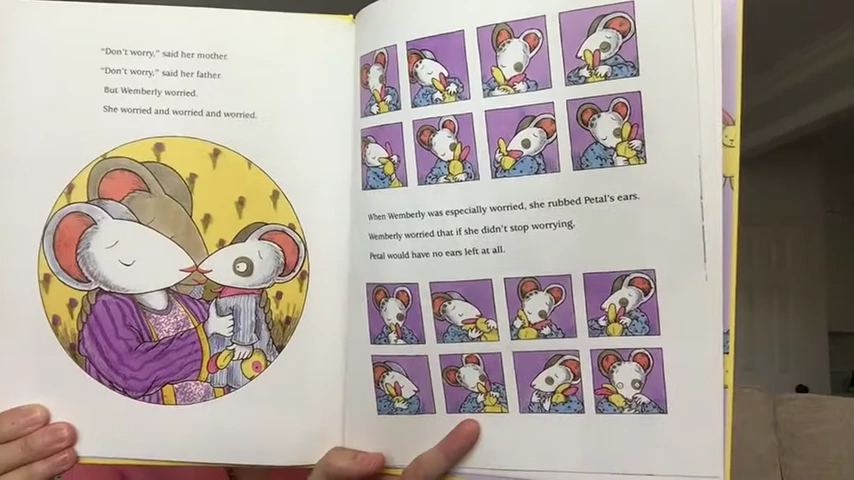 "Don't worry," said her mother.
"Don't worry," said her father.
But Wemberly worried.
She worried and worried and worried.
When Wemberly was especially worried, she rubbed Petal's ears.
Wemberly worried that if she didn't stop worrying,
Petal would have no ears left at all.